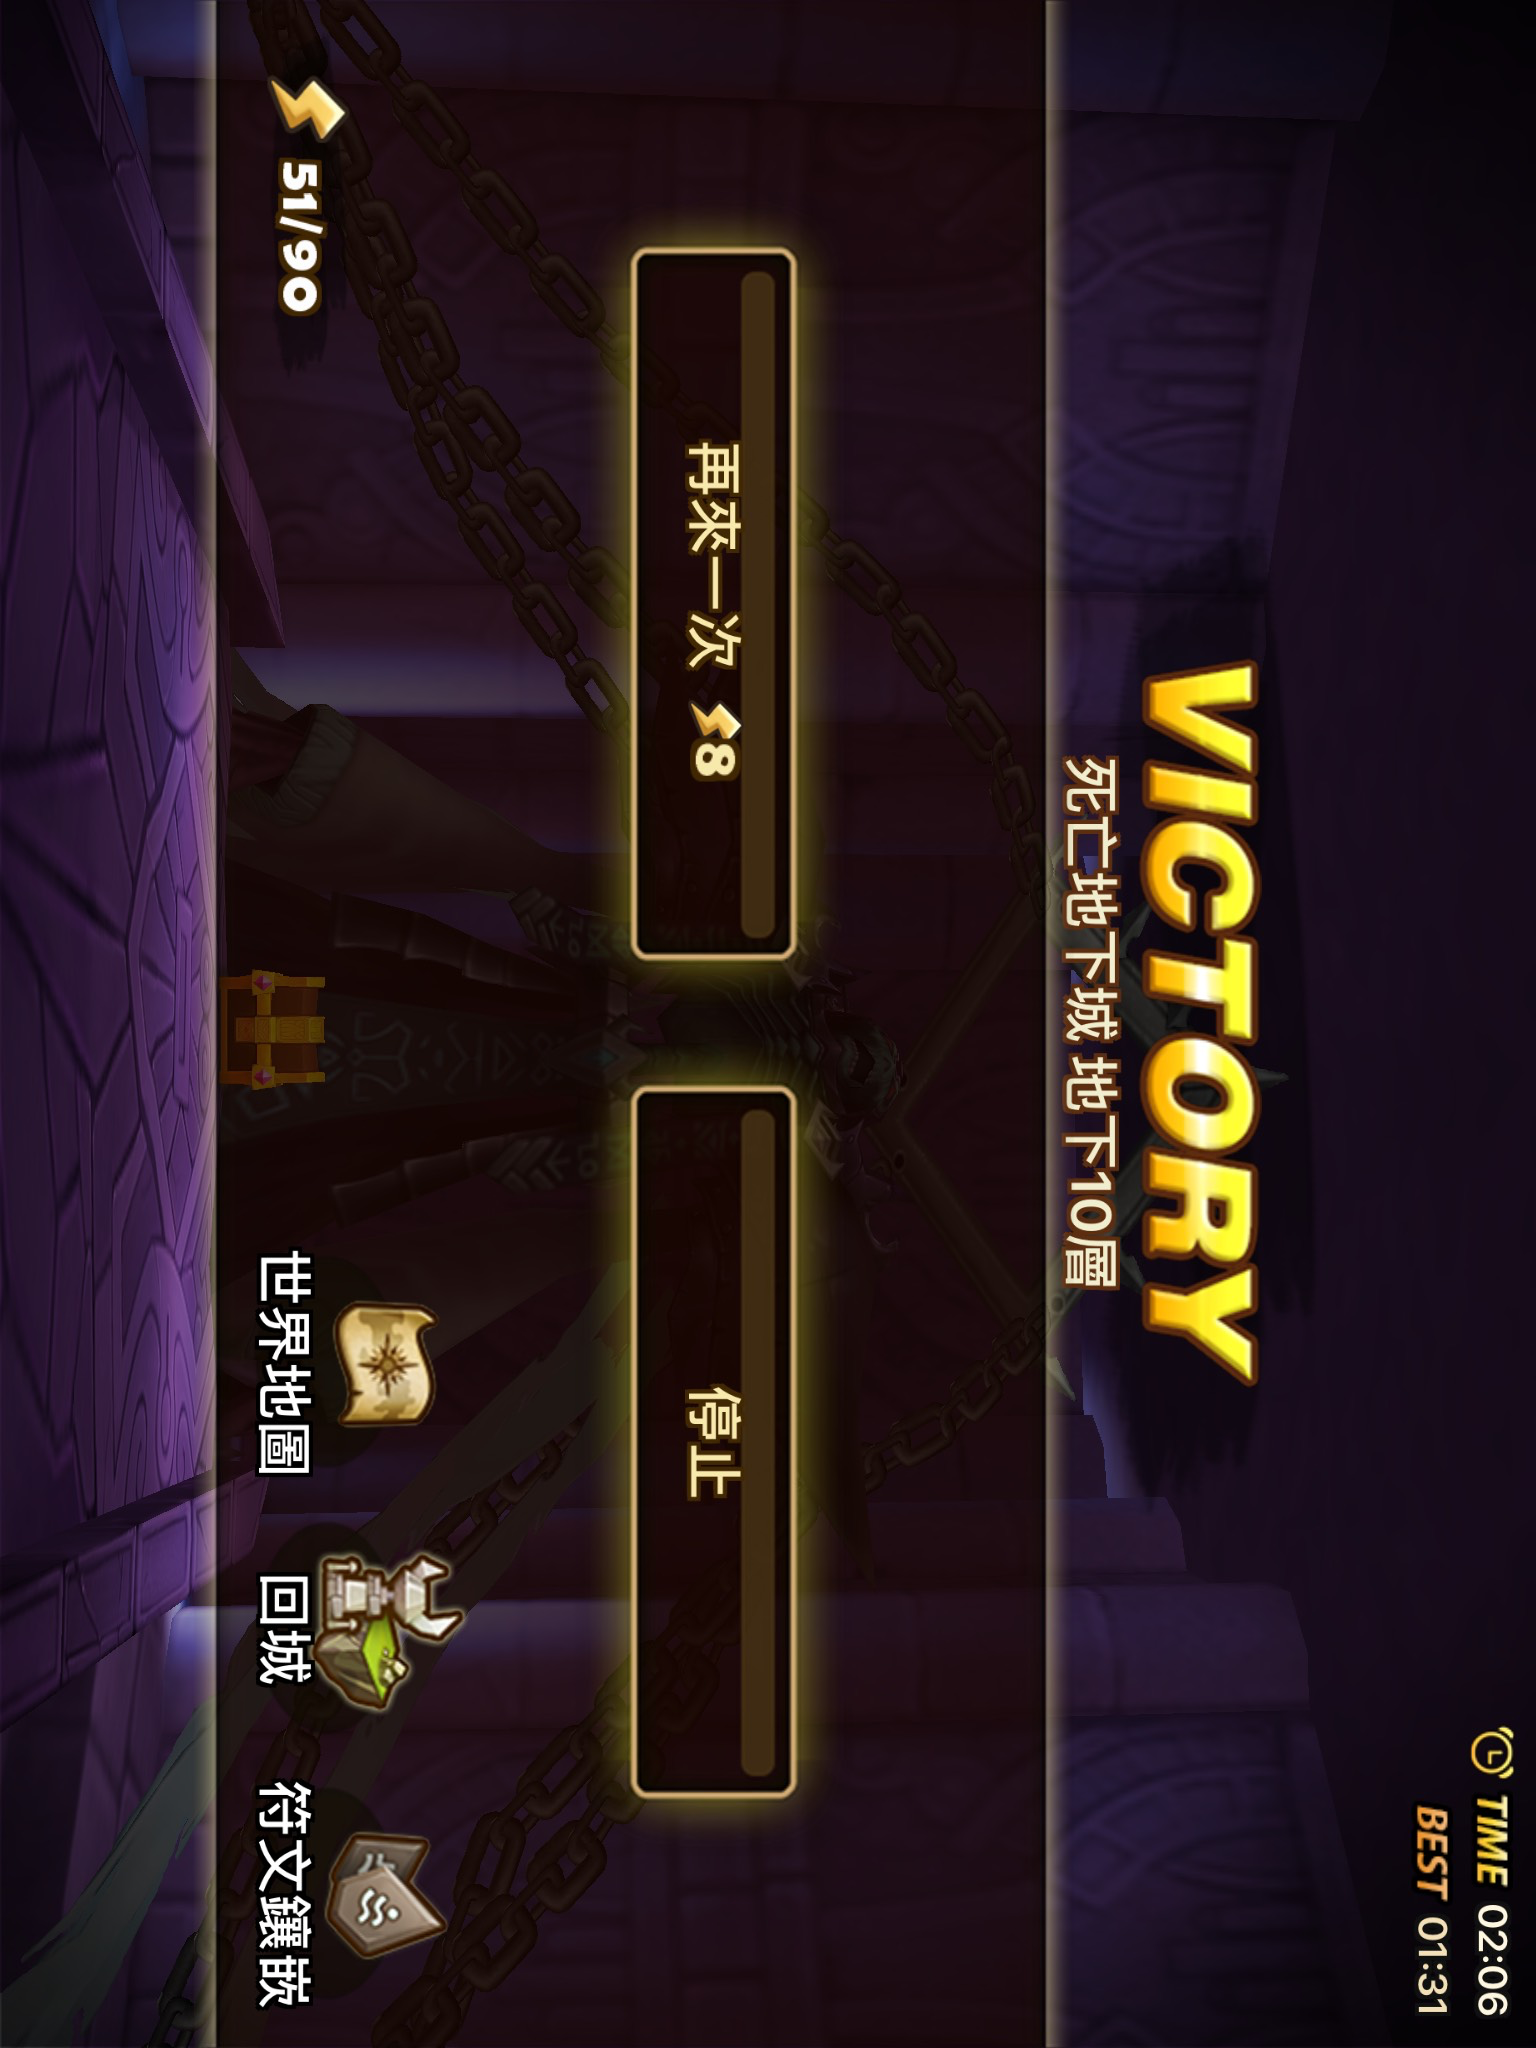 TIME 02:06
BEST 01:31
VICTORY
死亡地下城 地下10層
再來一次 8
停止
51/90
世界地圖
回城
符文鑲嵌